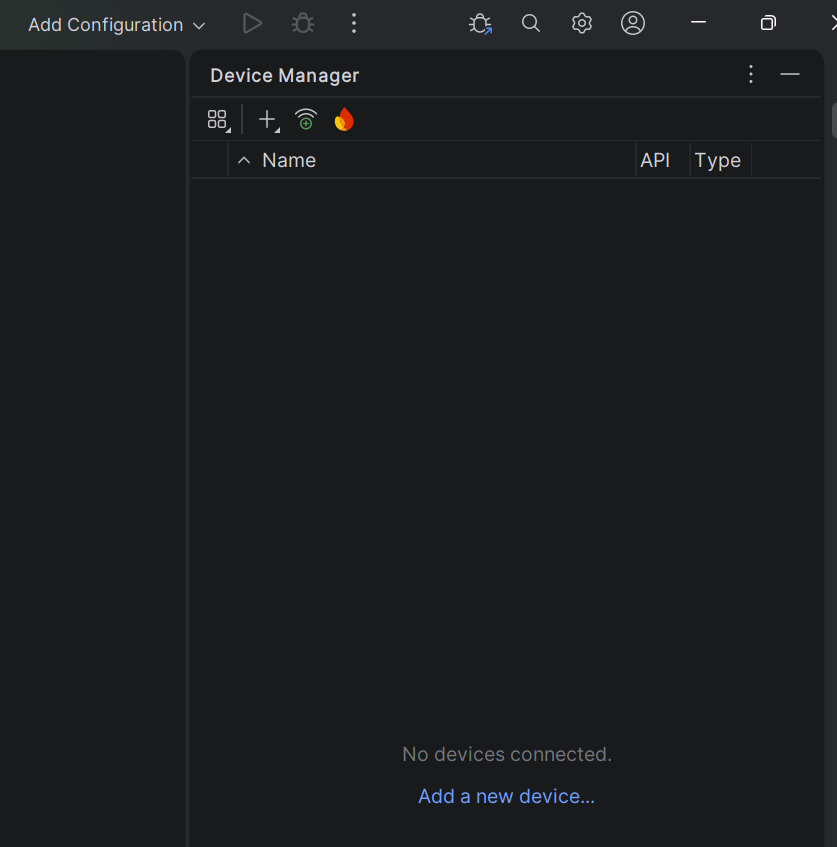 Add Configuration
Device Manager
Name API Type
No devices connected.
Add a new device...